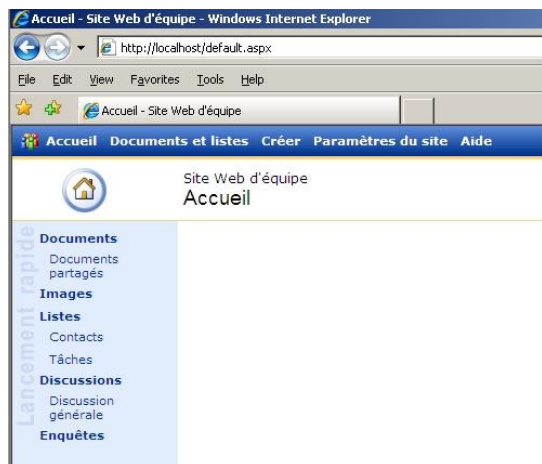 Accueil - Site Web d'équipe - Windows Internet Explorer
http://localhost/default.aspx
File Edit View Favorites Tools Help
Accueil - Site Web d'équipe
Accueil Documents et listes Créer Paramètres du site Aide
Site Web d'équipe
Accueil
Lancement rapide
Documents
Documents
partagés
Images
Listes
Contacts
Tâches
Discussions
Discussion
générale
Enquêtes